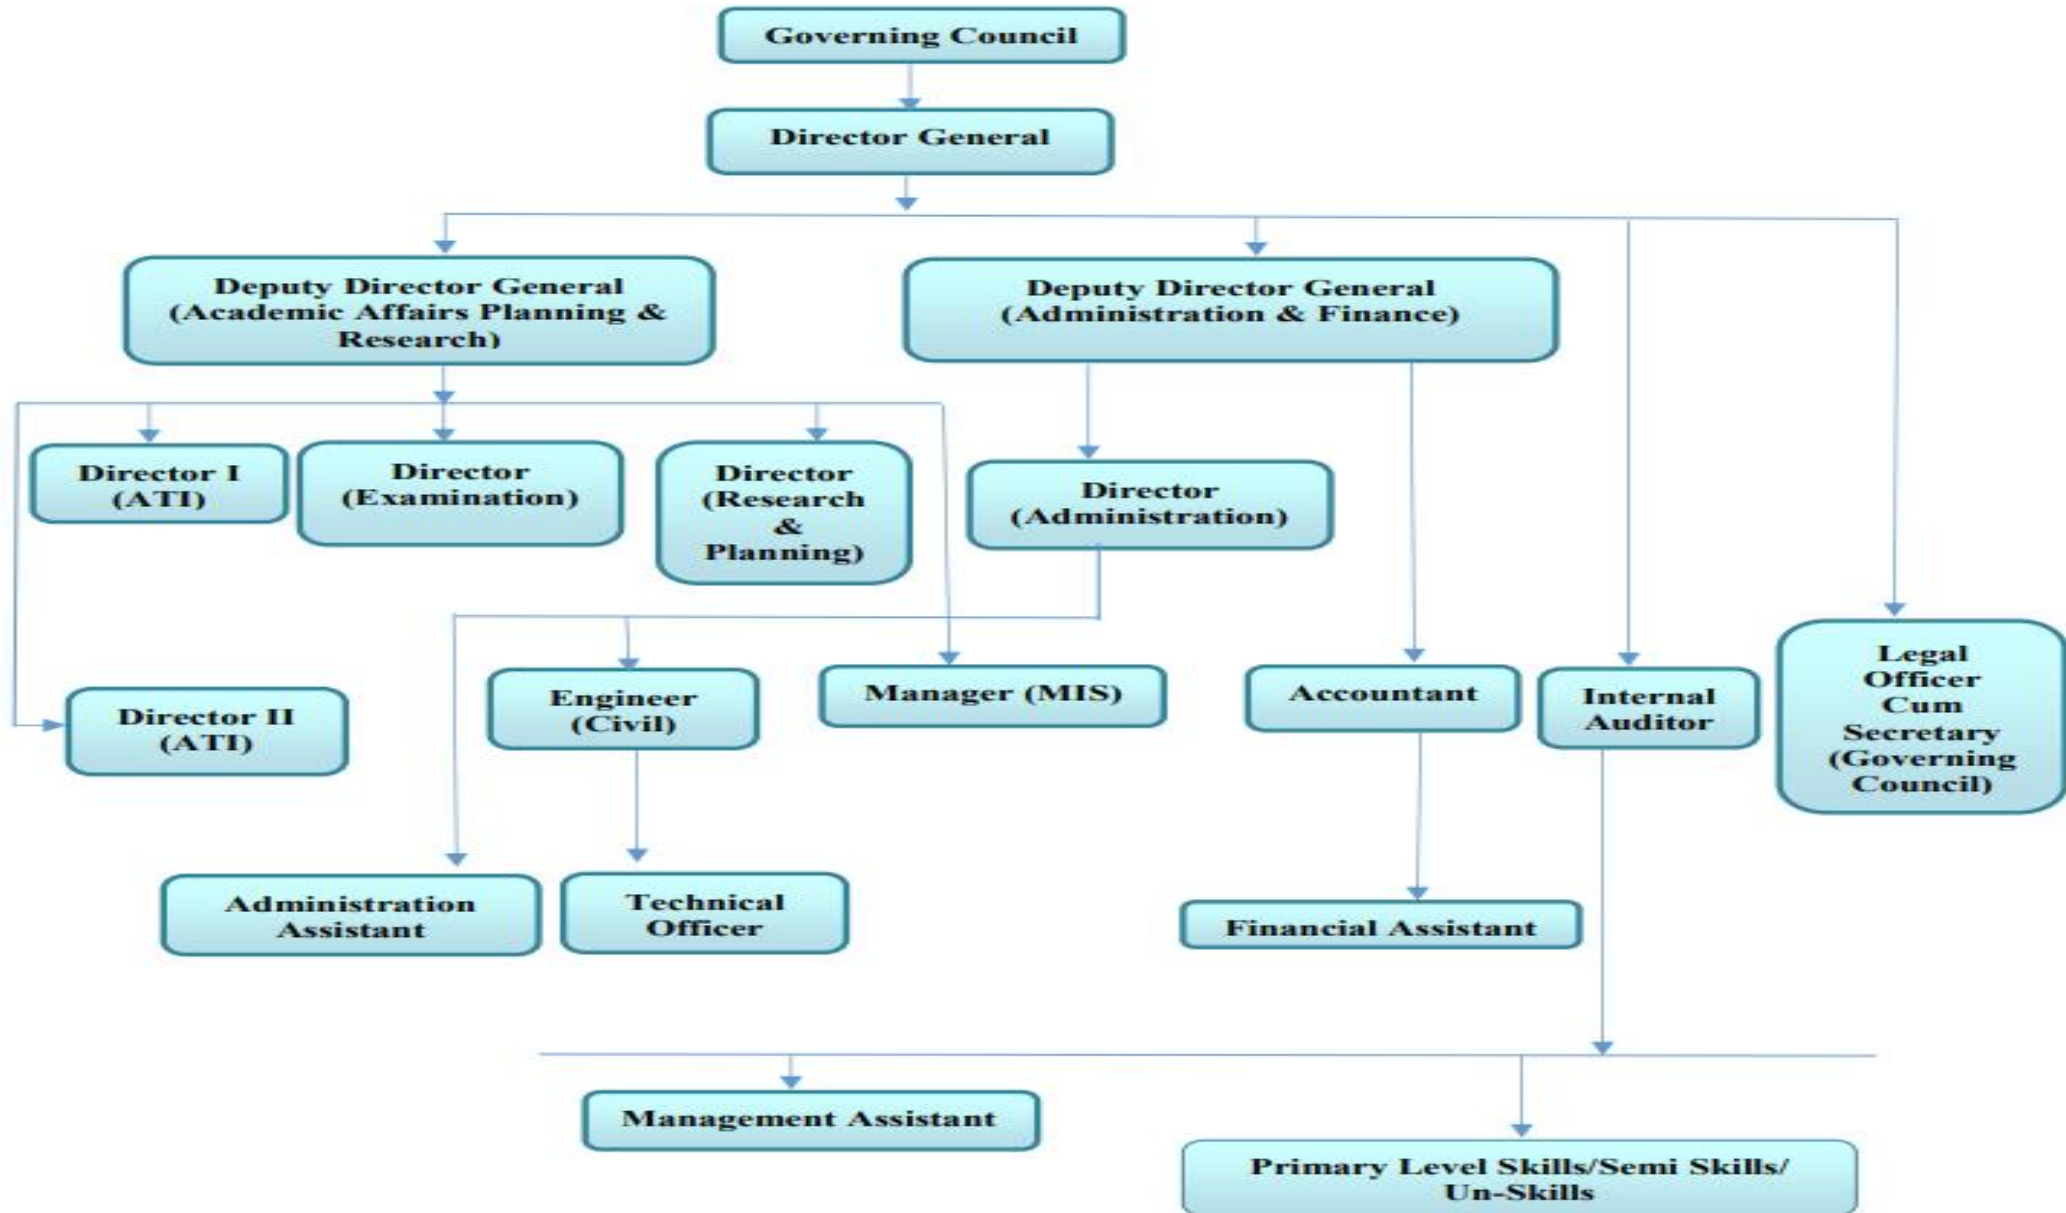 Governing Council
Director General
Deputy Director General
(Academic Affairs Planning &
Research)
Deputy Director General
(Administration & Finance)
Director I
(ATI)
Director
(Examination)
Director
(Research
&
Planning)
Director
(Administration)
Director II
(ATI)
Engineer
(Civil)
Manager (MIS)
Accountant
Internal
Auditor
Legal
Officer
Cum
Secretary
(Governing
Council)
Administration
Assistant
Technical
Officer
Financial Assistant
Management Assistant
Primary Level Skills/Semi Skills/
Un-Skills